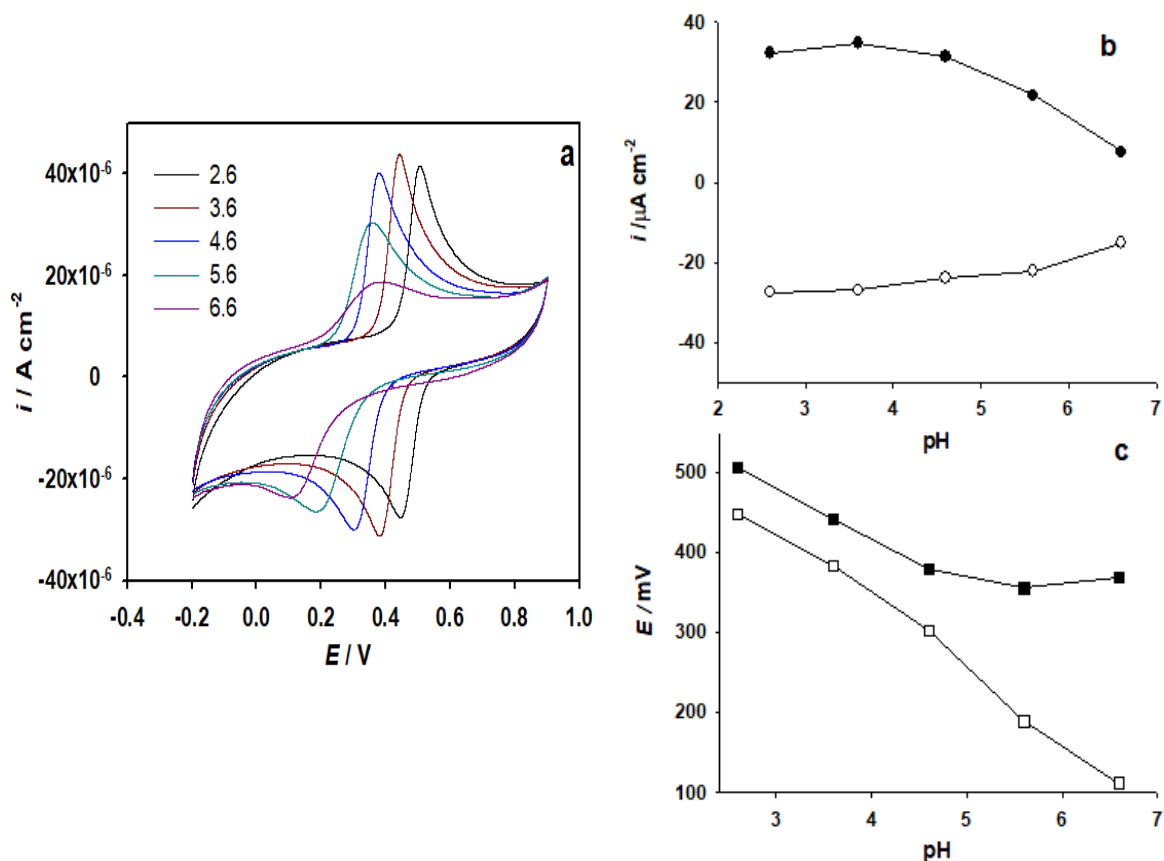 a
40x10⁻⁶
20x10⁻⁶
0
-20x10⁻⁶
-40x10⁻⁶
i / A cm⁻²
2.6
3.6
4.6
5.6
6.6
-0.4 -0.2 0.0 0.2 0.4 0.6 0.8 1.0
E / V
b
40
20
0
-20
-40
i /μA cm⁻²
2 3 4 5 6 7
pH
c
500
400
300
200
100
E / mV
3 4 5 6 7
pH